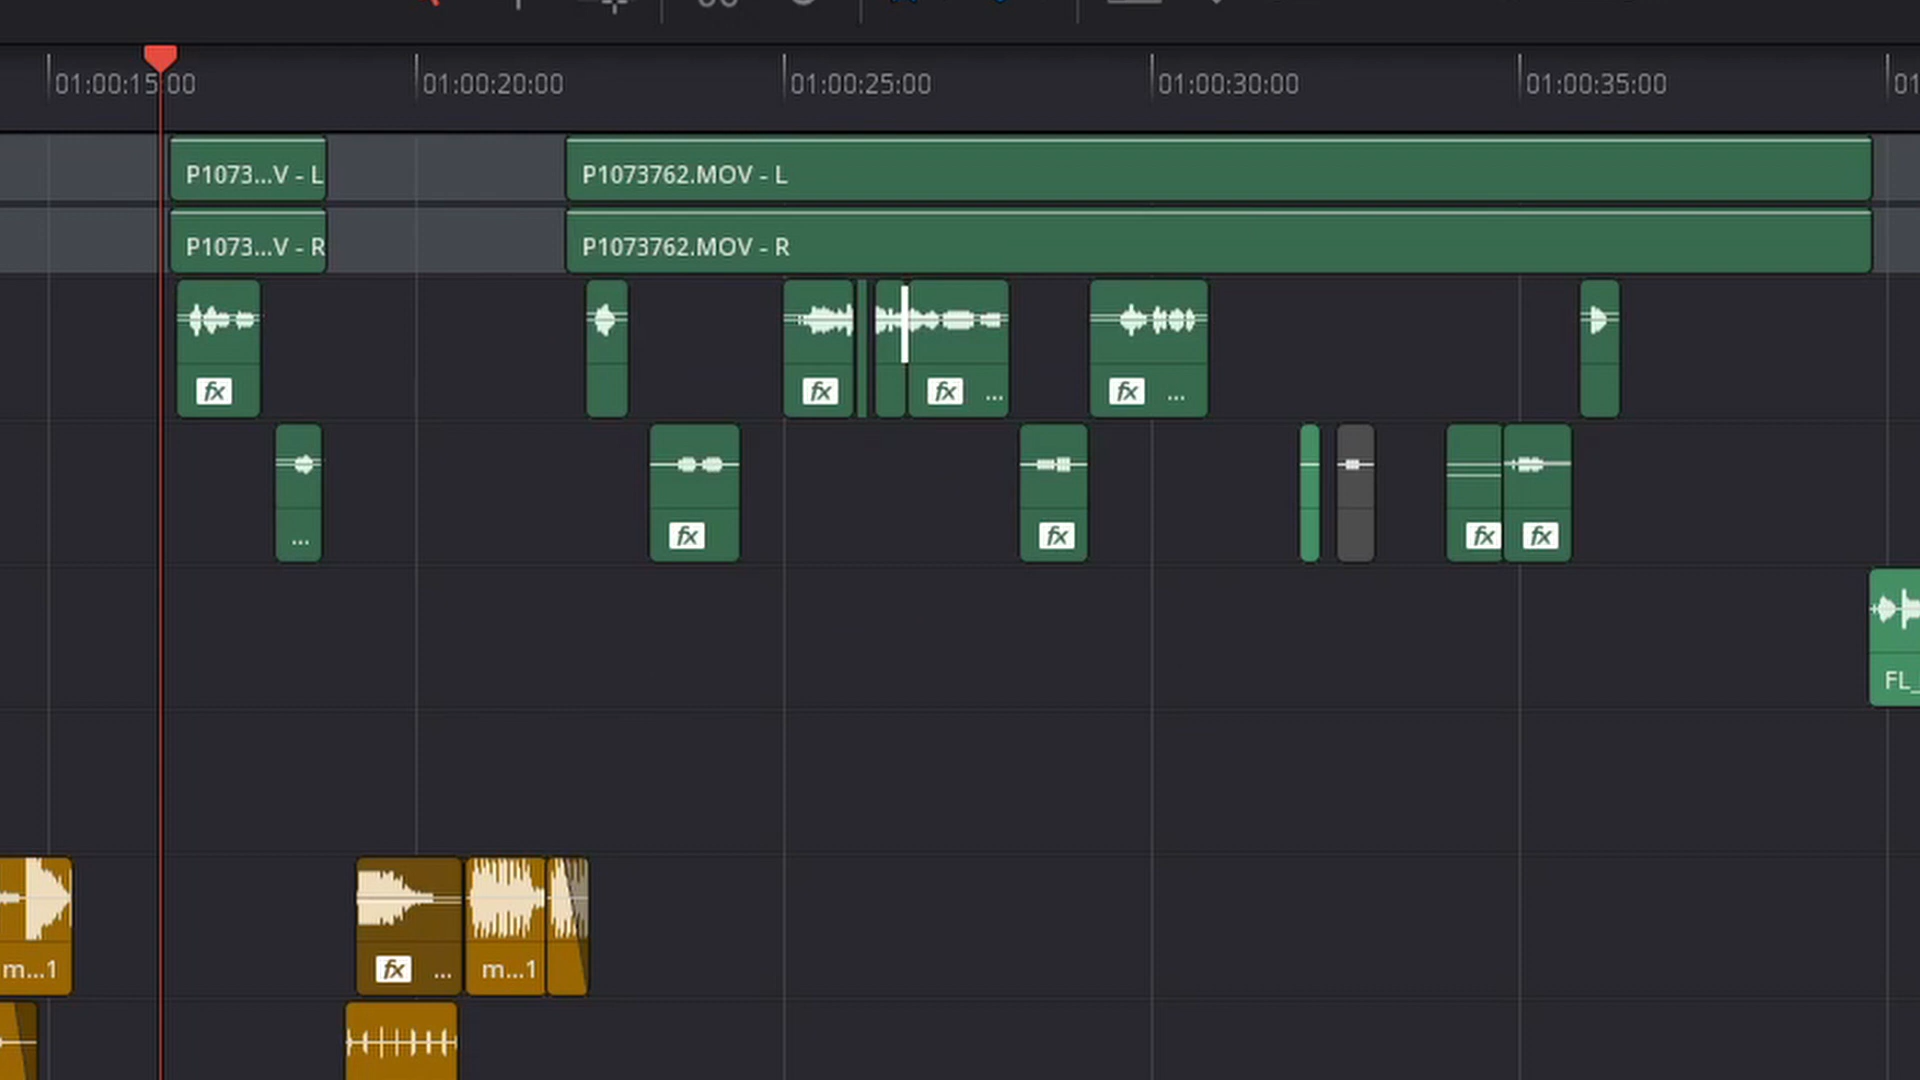 01:00:15:00 01:00:20:00 01:00:25:00 01:00:30:00 01:00:35:00 01
P1073...V - L P1073762.MOV - L
P1073...V - R P1073762.MOV - R
fx fx fx ... fx ...
... fx fx fx fx
FL_
m...1 fx ... m...1